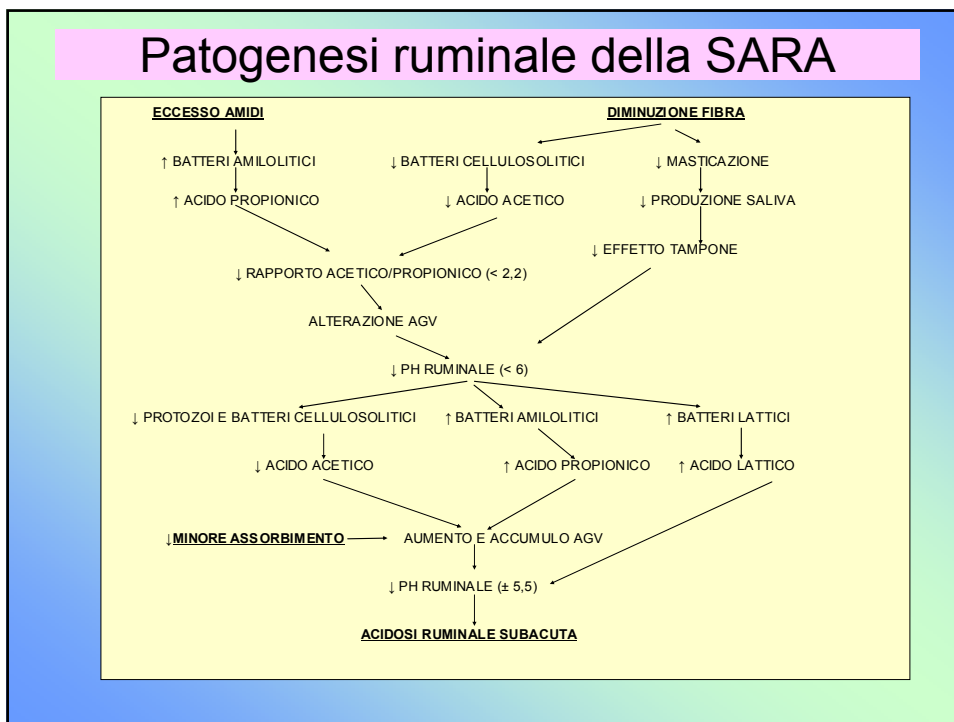 Patogenesi ruminale della SARA
ECCESSO AMIDI
DIMINUZIONE FIBRA
↑ BATTERI AMILOLITICI
↓ BATTERI CELLULOSOLITICI
↓ MASTICAZIONE
↑ ACIDO PROPIONICO
↓ ACIDO ACETICO
↓ PRODUZIONE SALIVA
↓ EFFETTO TAMPONE
↓ RAPPORTO ACETICO/PROPIONICO (< 2,2)
ALTERAZIONE AGV
↓ PH RUMINALE (< 6)
↓ PROTOZOI E BATTERI CELLULOSOLITICI
↑ BATTERI AMILOLITICI
↑ BATTERI LATTICI
↓ ACIDO ACETICO
↑ ACIDO PROPIONICO
↑ ACIDO LATTICO
↓MINORE ASSORBIMENTO
AUMENTO E ACCUMULO AGV
↓ PH RUMINALE (± 5,5)
ACIDOSI RUMINALE SUBACUTA